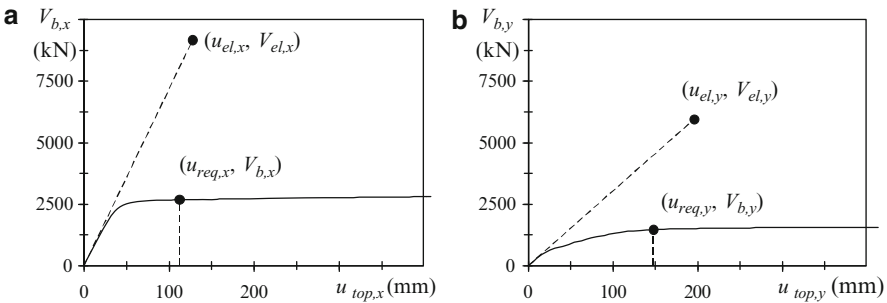 a
V_{b,x}
(kN)
7500
5000
2500
0
0
100
200
300
u_{top,x} (mm)
(u_{el,x}, V_{el,x})
(u_{req,x}, V_{b,x})
b
V_{b,y}
(kN)
7500
5000
2500
0
0
100
200
300
u_{top,y} (mm)
(u_{el,y}, V_{el,y})
(u_{req,y}, V_{b,y})